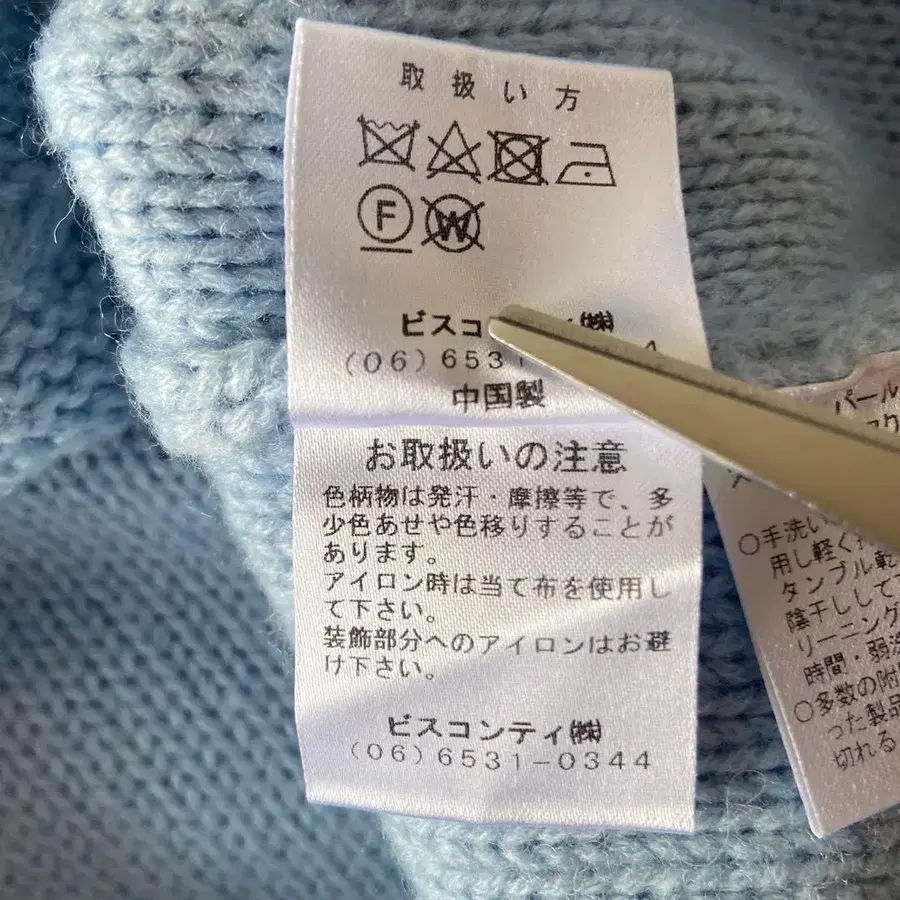 取扱い方
F W
ビスコ ㈱
(06)653
中国製
お取扱いの注意
色柄物は発汗・摩擦等で、多
少色あせや色移りすることが
あります。
アイロン時は当て布を使用し
て下さい。
装飾部分へのアイロンはお避
け下さい。
ビスコンティ㈱
(06)6531-0344
パール
○手洗い
用し軽く
タンブル乾
陰干しして
リーニング
時間・弱洗
○多数の附
った製品
切れる